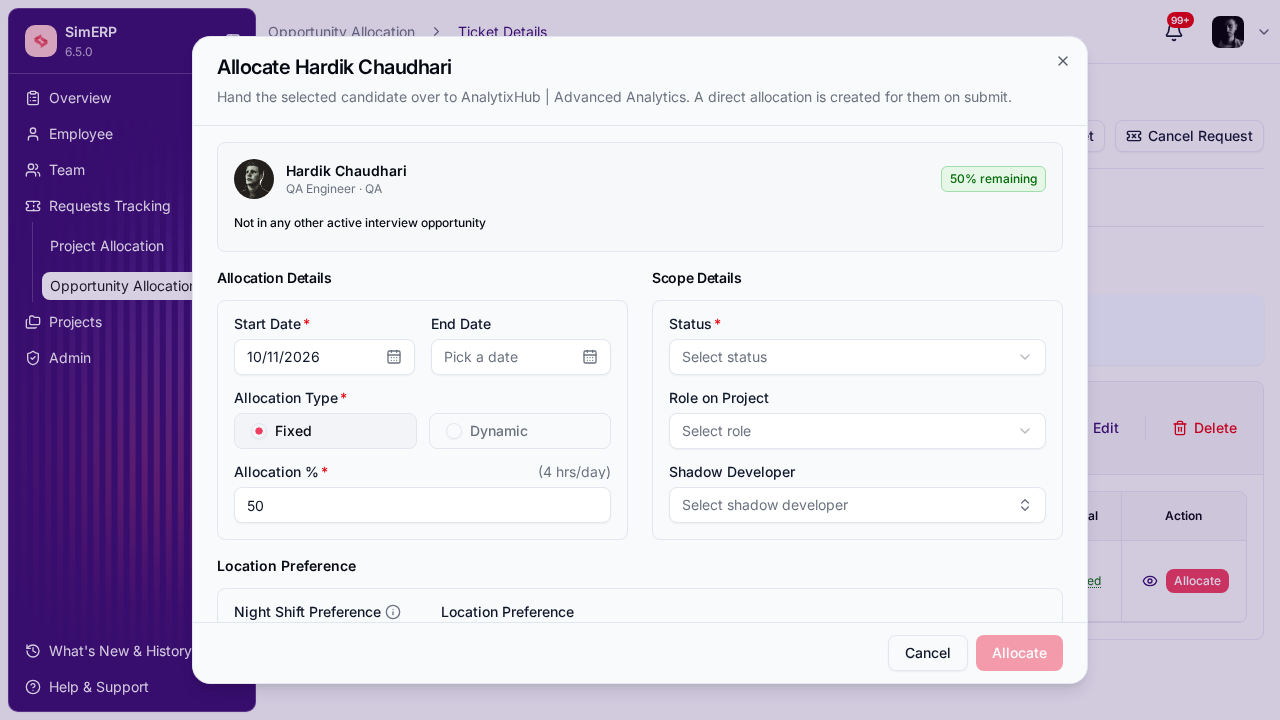 SimERP
6.5.0
Overview
Employee
Team
Requests Tracking
Project Allocation
Opportunity Allocation
Projects
Admin
What's New & History
Help & Support
Opportunity Allocation
Ticket Details
99+
Cancel Request
Edit
Delete
Action
Allocate
Allocate Hardik Chaudhari
Hand the selected candidate over to AnalytixHub | Advanced Analytics. A direct allocation is created for them on submit.
Hardik Chaudhari
QA Engineer · QA
50% remaining
Not in any other active interview opportunity
Allocation Details
Start Date*
End Date
10/11/2026
Pick a date
Allocation Type*
Fixed
Dynamic
Allocation %*
(4 hrs/day)
50
Scope Details
Status*
Select status
Role on Project
Select role
Shadow Developer
Select shadow developer
Location Preference
Night Shift Preference
Location Preference
Cancel
Allocate